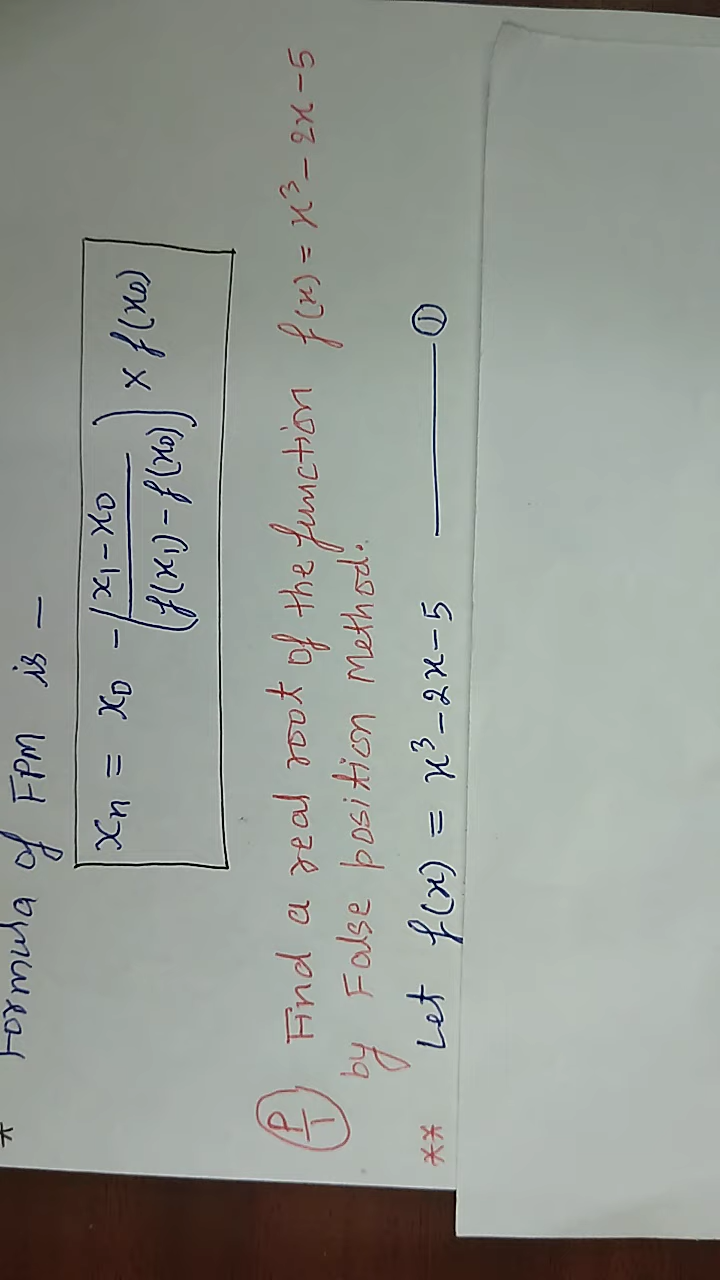 * Formula of FPM is -
xn = x0 - (x1 - x0 / f(x1) - f(x0)) × f(x0)
P/1 Find a real root of the function f(x) = x³ - 2x - 5
by False position Method.
** Let f(x) = x³ - 2x - 5 ——— ①